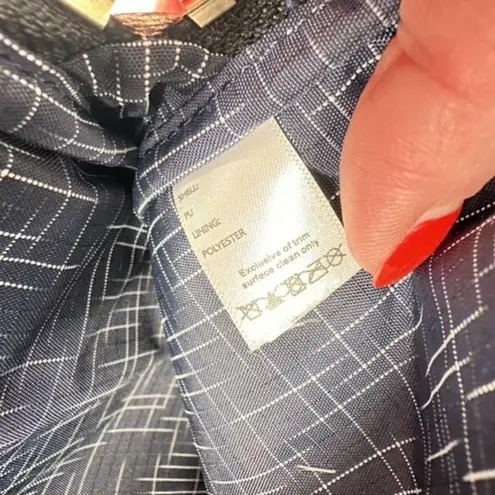 SHELL:
PU
LINING:
POLYESTER
Exclusive of trim
surface clean only